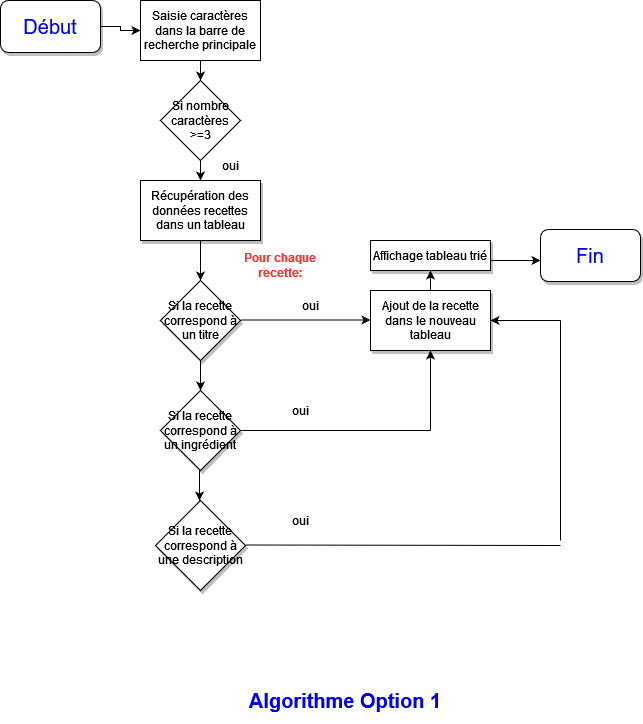 Début
Saisie caractères
dans la barre de
recherche principale
Si nombre
caractères
>=3
oui
Récupération des
données recettes
dans un tableau
Pour chaque
recette:
Affichage tableau trié
Fin
Si la recette
correspond à
un titre
oui
Ajout de la recette
dans le nouveau
tableau
Si la recette
correspond à
un ingrédient
oui
Si la recette
correspond à
une description
oui
Algorithme Option 1